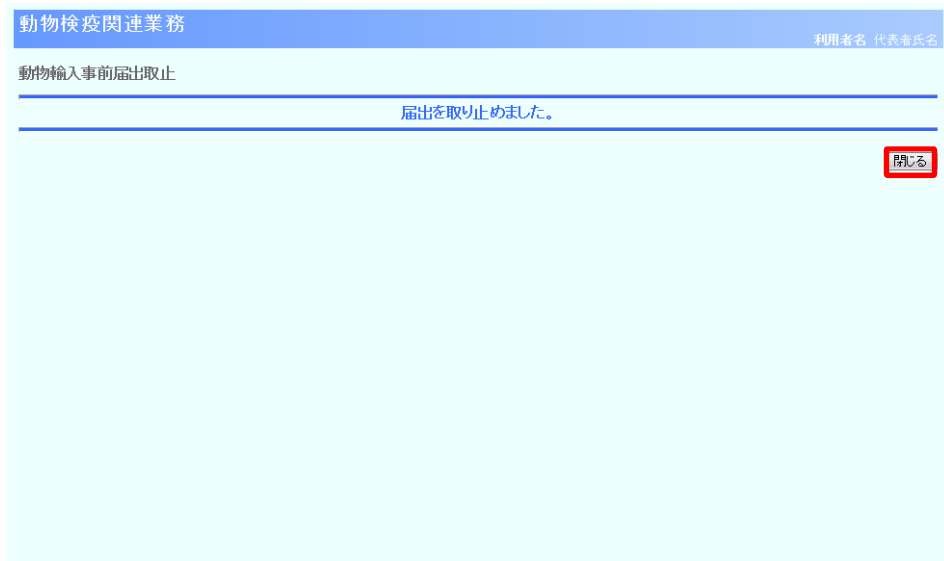 動物検疫関連業務
利用者名 代表者氏名
動物輸入事前届出取止
届出を取り止めました。
閉じる